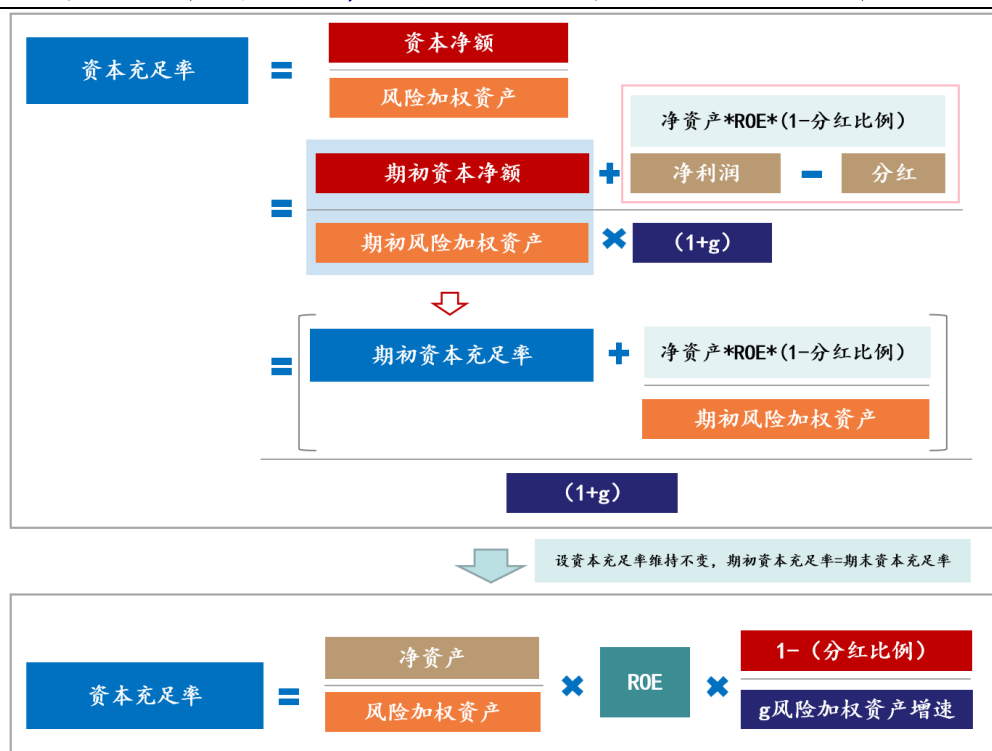 资本充足率 = 资本净额
风险加权资产
净资产*ROE*(1-分红比例)
= 期初资本净额 + 净利润 - 分红
期初风险加权资产 × (1+g)
= 期初资本充足率 + 净资产*ROE*(1-分红比例)
期初风险加权资产
(1+g)
设资本充足率维持不变，期初资本充足率=期末资本充足率
资本充足率 = 净资产 × ROE × 1-（分红比例）
风险加权资产 g风险加权资产增速